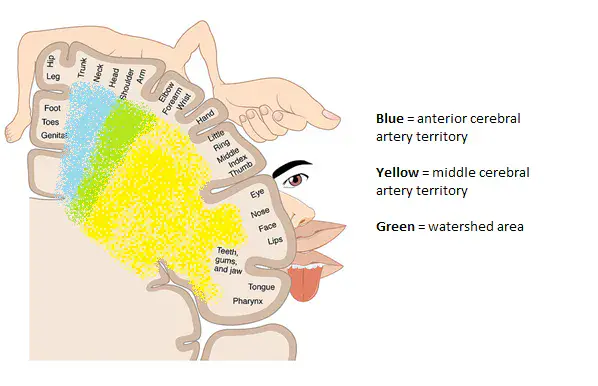 Hip
Leg
Trunk
Neck
Head
Shoulder
Arm
Elbow
Forearm
Wrist
Hand
Little
Ring
Middle
Index
Thumb
Foot
Toes
Genital
Eye
Nose
Face
Lips
Teeth,
gums,
and jaw
Tongue
Pharynx
Blue = anterior cerebral
artery territory
Yellow = middle cerebral
artery territory
Green = watershed area